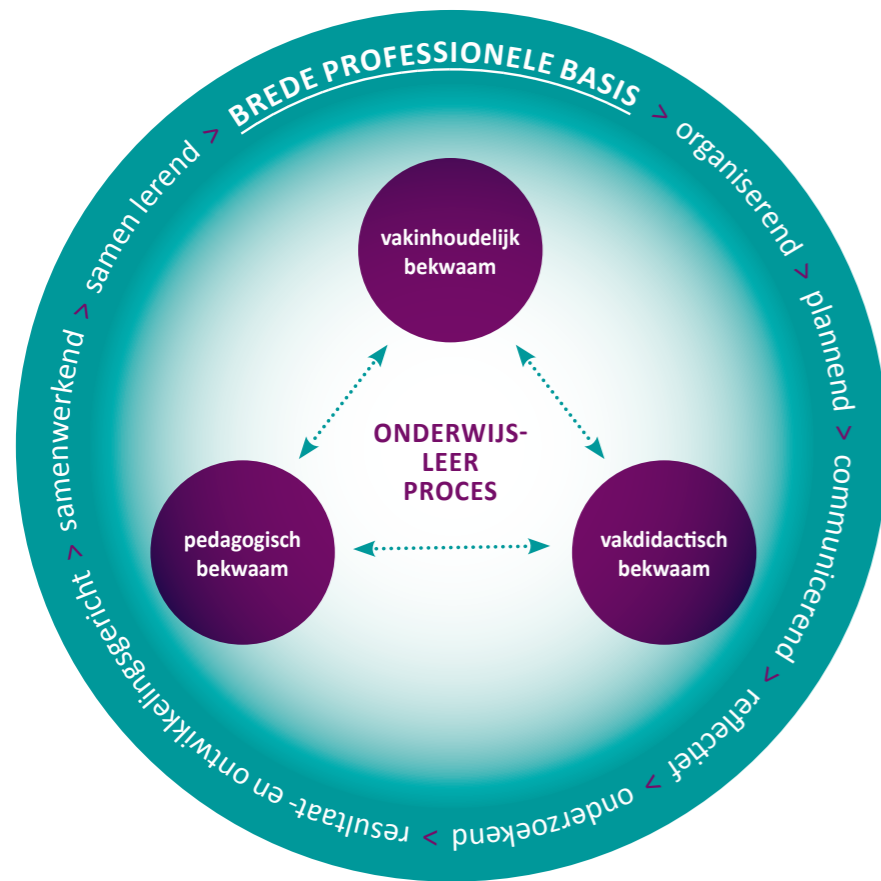 BREDE PROFESSIONELE BASIS > organiserend > plannend > communicerend > reflectief > onderzoekend > resultaat- en ontwikkelingsgericht > samenwerkend > samen lerend >
vakinhoudelijk
bekwaam
ONDERWIJS-
LEER
PROCES
pedagogisch
bekwaam
vakdidactisch
bekwaam